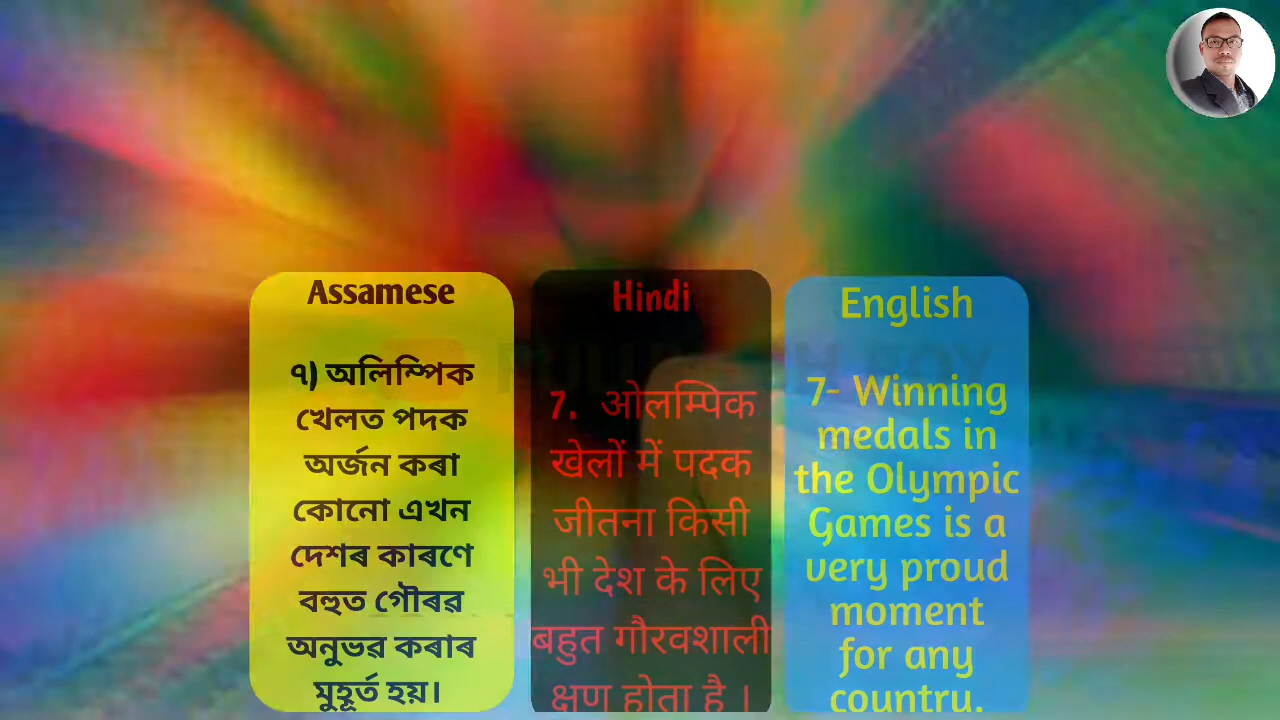 Assamese
৭) অলিম্পিক
খেলত পদক
অৰ্জন কৰা
কোনো এখন
দেশৰ কাৰণে
বহুত গৌৰৱ
অনুভৱ কৰাৰ
মুহূৰ্ত হয়।
Hindi
7. ओलम्पिक
खेलों में पदक
जीतना किसी
भी देश के लिए
बहुत गौरवशाली
क्षण होता है ।
English
7- Winning
medals in
the Olympic
Games is a
very proud
moment
for any
country.